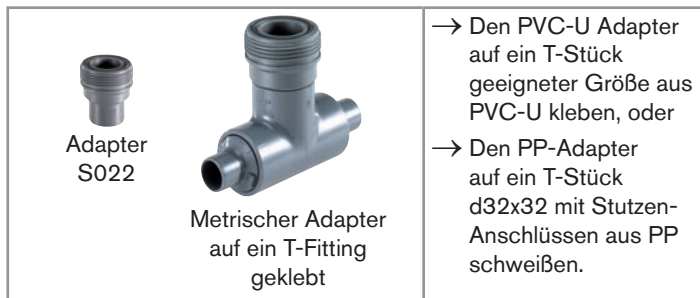 Adapter
S022
Metrischer Adapter
auf ein T-Fitting
geklebt
→ Den PVC-U Adapter
auf ein T-Stück
geeigneter Größe aus
PVC-U kleben, oder
→ Den PP-Adapter
auf ein T-Stück
d32x32 mit Stutzen-
Anschlüssen aus PP
schweißen.